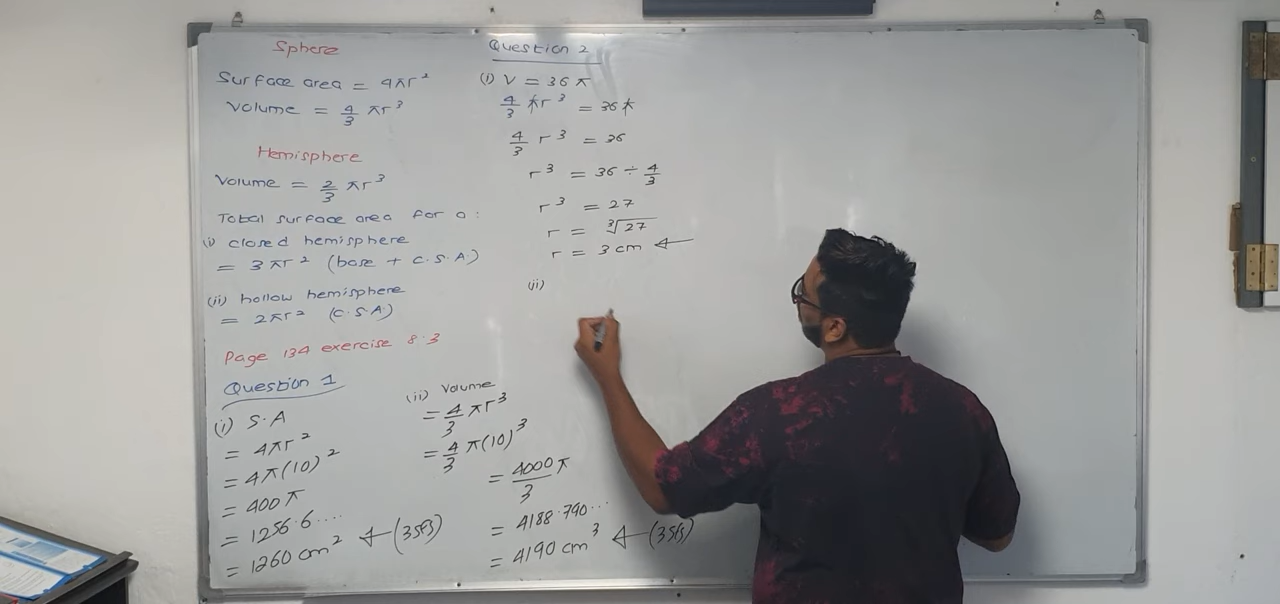 Sphere
Surface area = 4πr²
Volume = 4/3 πr³
Hemisphere
Volume = 2/3 πr³
Total surface area for a:
(i) closed hemisphere
= 3πr² (base + C.S.A.)
(ii) hollow hemisphere
= 2πr² (C.S.A.)
Page 134 exercise 8.3
Question 1
(i) S.A
= 4πr²
= 4π(10)²
= 400π
= 1256.6....
= 1260 cm² ← (3sf)
(ii) Volume
= 4/3 πr³
= 4/3 π(10)³
= 4000/3 π
= 4188.790...
= 4190 cm³ ← (3sf)
Question 2
(i) V = 36π
4/3 πr³ = 36π
4/3 r³ = 36
r³ = 36 ÷ 4/3
r³ = 27
r = ³√27
r = 3 cm ←
(ii)